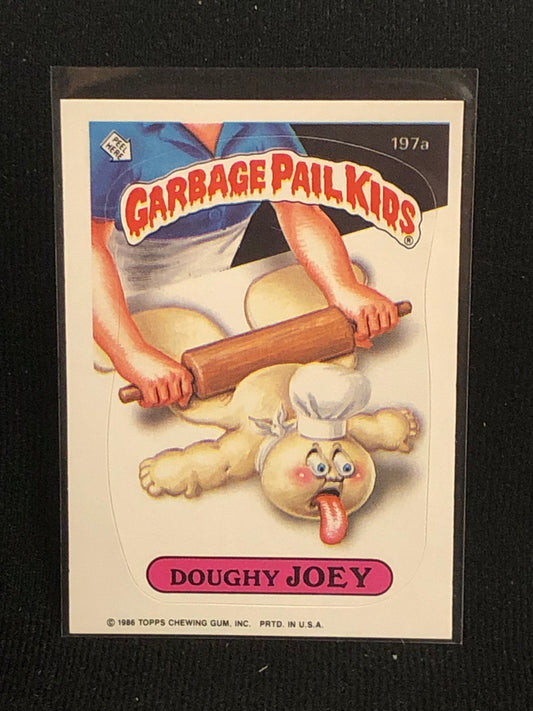 PEEL
HERE
197a
GARBAGE PAIL KIDS ®
DOUGHY JOEY
© 1986 TOPPS CHEWING GUM, INC. PRTD. IN U.S.A.